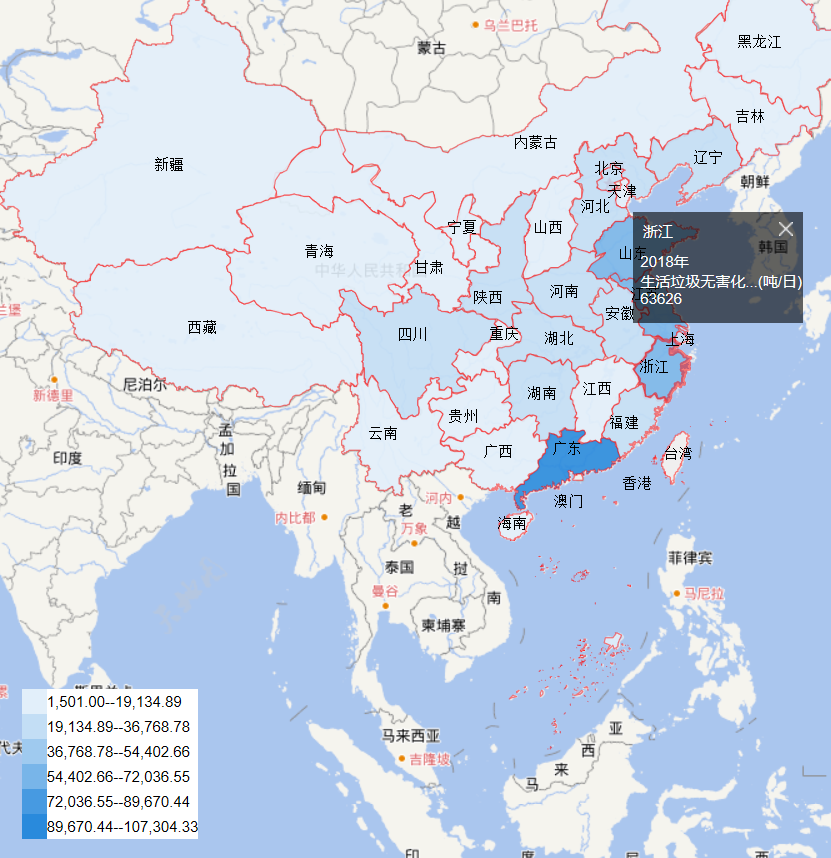 乌兰巴托
黑龙江
蒙古
吉林
内蒙古
辽宁
新疆
北京
朝鲜
天津
河北
宁夏
山西
浙江
韩国
青海
山东
2018年
甘肃
中华人民共和
生活垃圾无害化...(吨/日)
陕西
河南
63626
安徽
西藏
四川
重庆
湖北
上海
浙江
尼泊尔
新德里
湖南
江西
贵州
福建
云南
孟加拉国
广西
广东
台湾
印度
香港
缅甸
河内
澳门
老
越
内比都
海南
万象
菲律宾
泰国
挝
曼谷
马尼拉
南
柬埔寨
1,501.00--19,134.89
19,134.89--36,768.78
36,768.78--54,402.66
54,402.66--72,036.55
72,036.55--89,670.44
89,670.44--107,304.33
马来西亚
吉隆坡
马来西亚